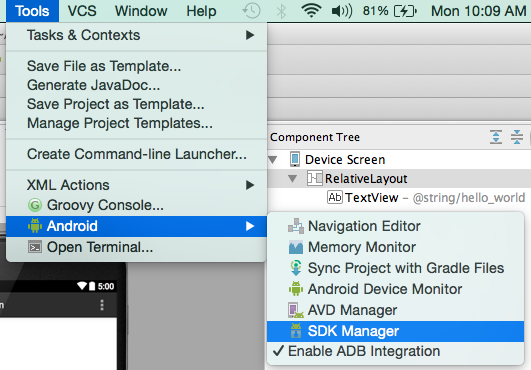 Tools VCS Window Help 81% Mon 10:09 AM
Tasks & Contexts
Save File as Template...
Generate JavaDoc...
Save Project as Template...
Manage Project Templates...
Create Command-line Launcher...
XML Actions
Groovy Console...
Android
Open Terminal...
Component Tree
Device Screen
RelativeLayout
Ab TextView – @string/hello_world
Navigation Editor
Memory Monitor
Sync Project with Gradle Files
Android Device Monitor
AVD Manager
SDK Manager
Enable ADB Integration
5:00